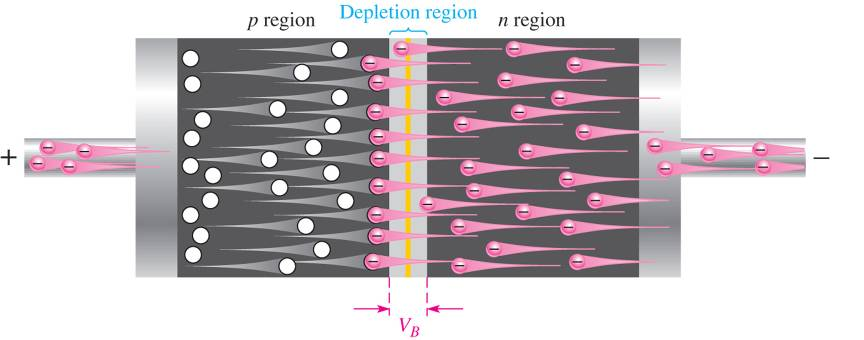 Depletion region
p region
n region
+
−
V_B